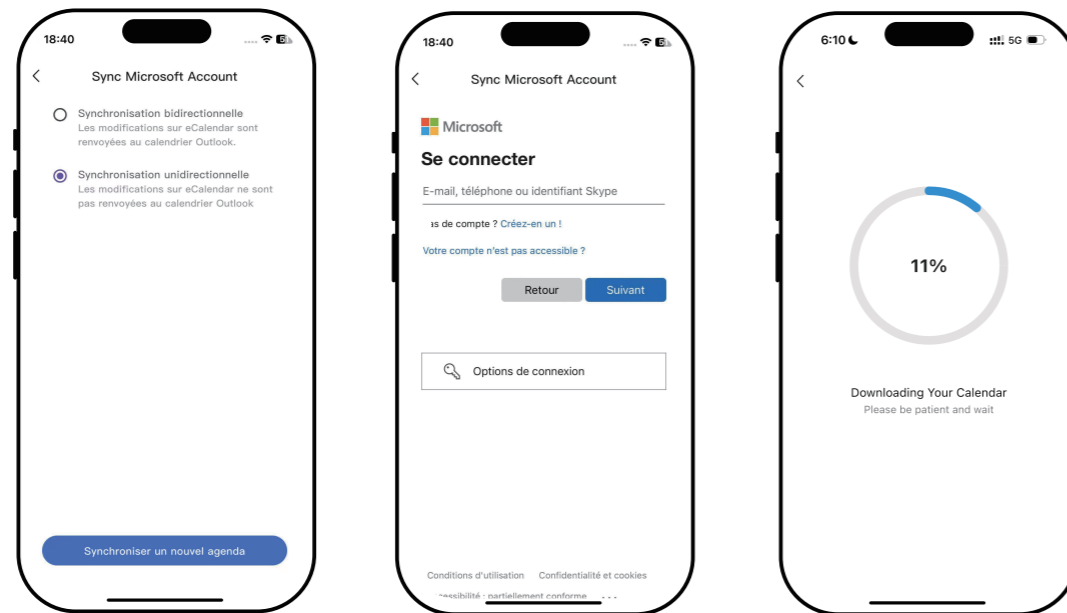 18:40
Sync Microsoft Account
Synchronisation bidirectionnelle
Les modifications sur eCalendar sont
renvoyées au calendrier Outlook.
Synchronisation unidirectionnelle
Les modifications sur eCalendar ne sont
pas renvoyées au calendrier Outlook
Synchroniser un nouvel agenda
18:40
Sync Microsoft Account
Microsoft
Se connecter
E-mail, téléphone ou identifiant Skype
as de compte ? Créez-en un !
Votre compte n'est pas accessible ?
Retour
Suivant
Options de connexion
Conditions d'utilisation
Confidentialité et cookies
partiellement conforme ...
6:10
5G
11%
Downloading Your Calendar
Please be patient and wait